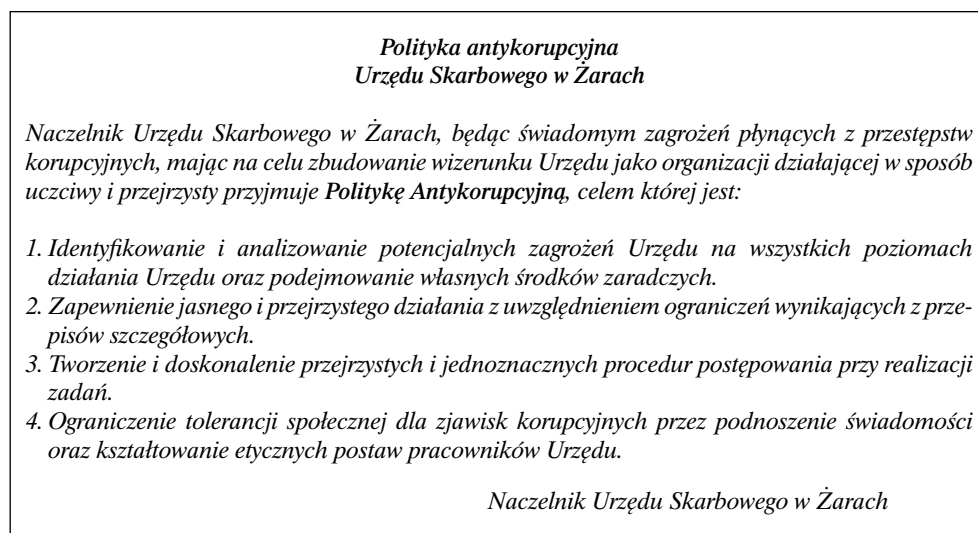 Polityka antykorupcyjna
Urzędu Skarbowego w Żarach
Naczelnik Urzędu Skarbowego w Żarach, będąc świadomym zagrożeń płynących z przestępstw
korupcyjnych, mając na celu zbudowanie wizerunku Urzędu jako organizacji działającej w sposób
uczciwy i przejrzysty przyjmuje Politykę Antykorupcyjną, celem której jest:
1. Identyfikowanie i analizowanie potencjalnych zagrożeń Urzędu na wszystkich poziomach
działania Urzędu oraz podejmowanie własnych środków zaradczych.
2. Zapewnienie jasnego i przejrzystego działania z uwzględnieniem ograniczeń wynikających z prze-
pisów szczegółowych.
3. Tworzenie i doskonalenie przejrzystych i jednoznacznych procedur postępowania przy realizacji
zadań.
4. Ograniczenie tolerancji społecznej dla zjawisk korupcyjnych przez podnoszenie świadomości
oraz kształtowanie etycznych postaw pracowników Urzędu.
Naczelnik Urzędu Skarbowego w Żarach